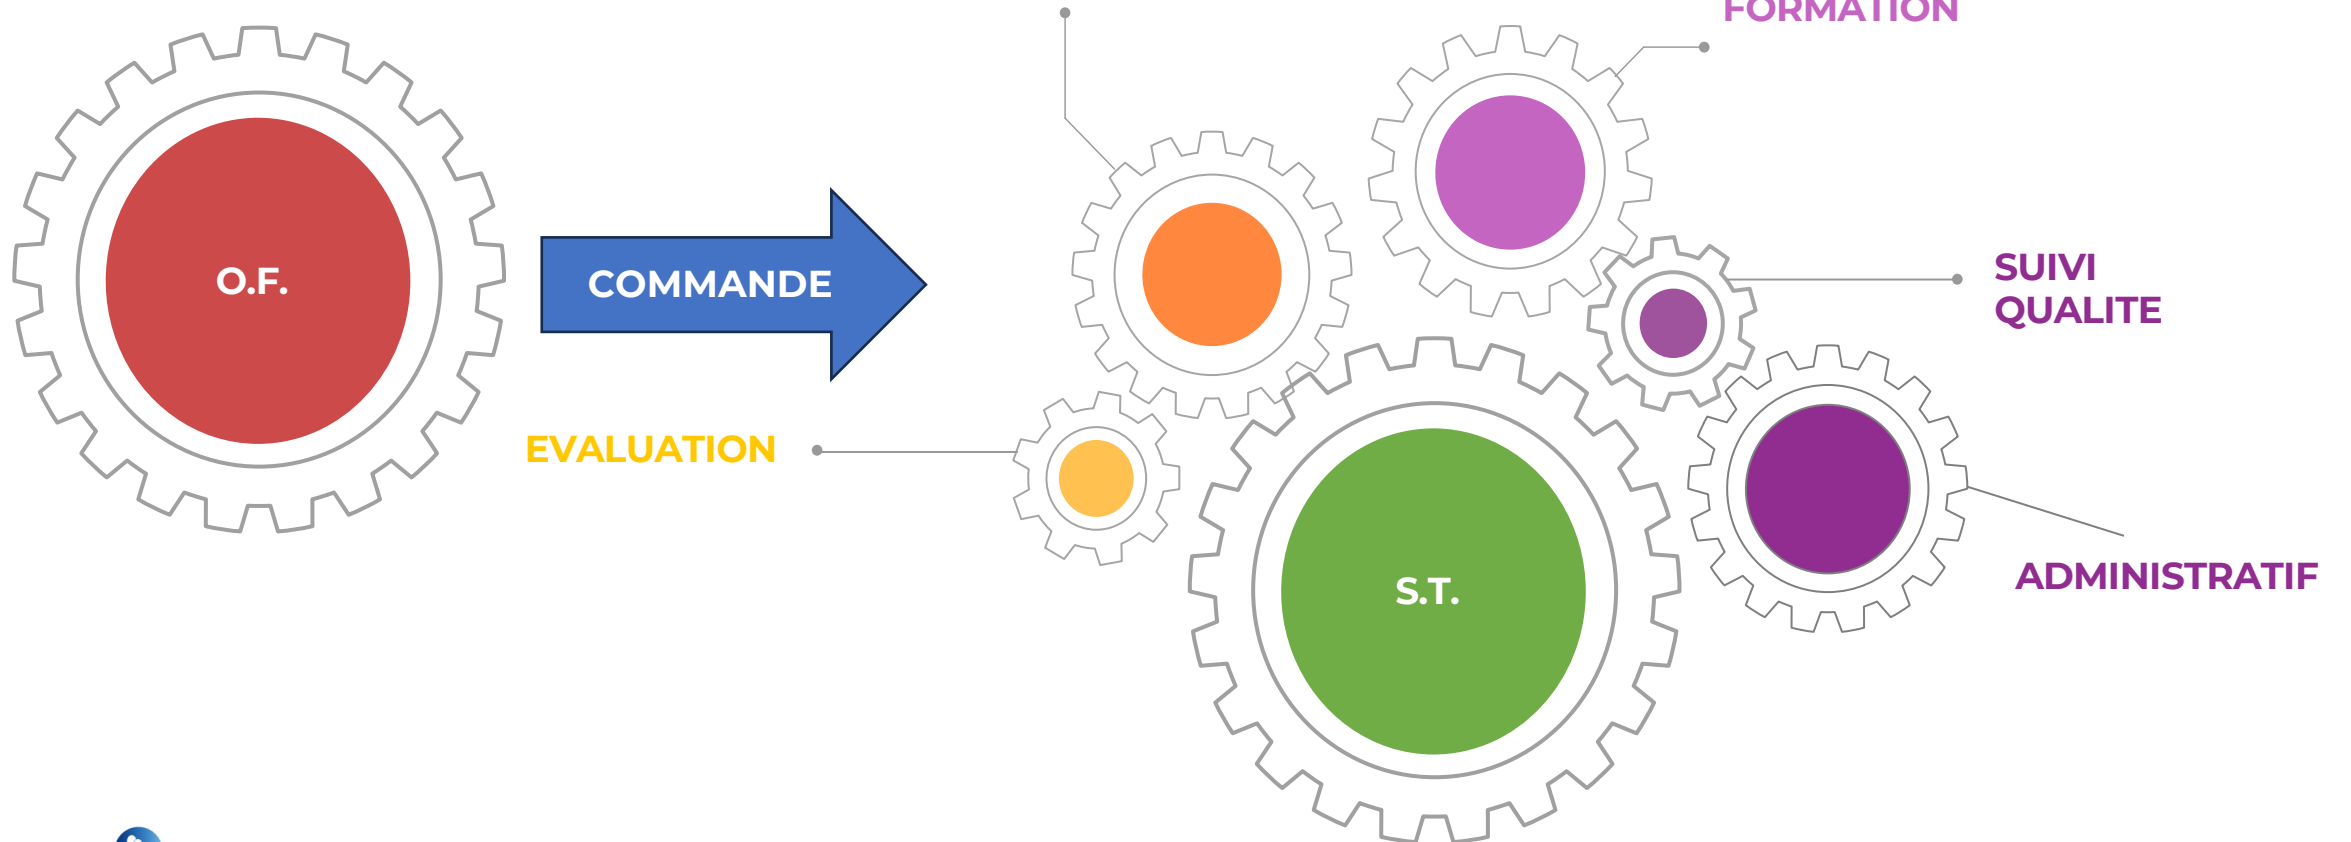 FORMATION
O.F.
COMMANDE
SUIVI
QUALITE
EVALUATION
ADMINISTRATIF
S.T.